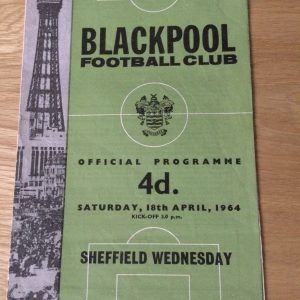 BLACKPOOL
FOOTBALL CLUB
OFFICIAL PROGRAMME
4d.
SATURDAY, 18th APRIL, 1964
KICK-OFF 3.0 p.m.
SHEFFIELD WEDNESDAY